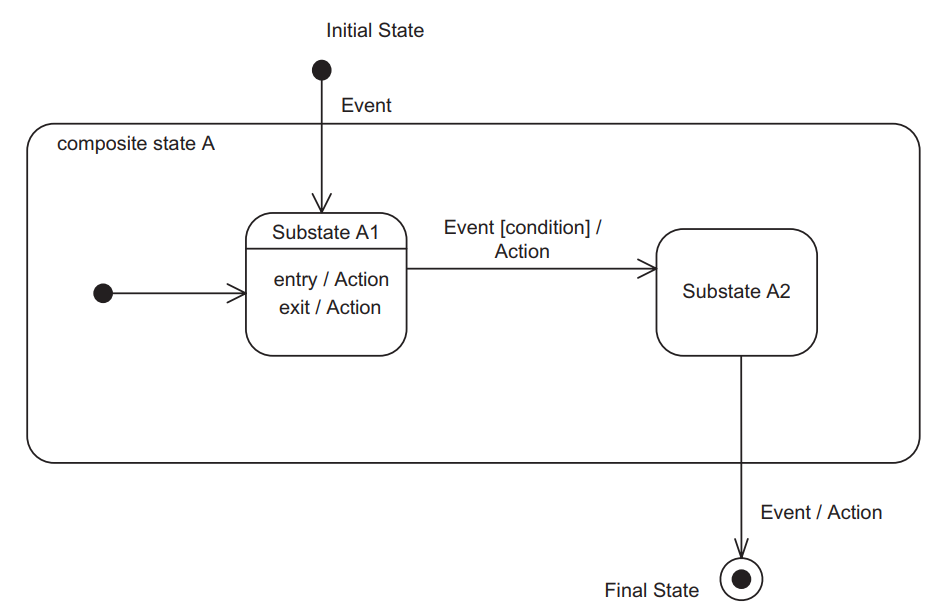 Initial State
Event
composite state A
Substate A1
entry / Action
exit / Action
Event [condition] /
Action
Substate A2
Event / Action
Final State